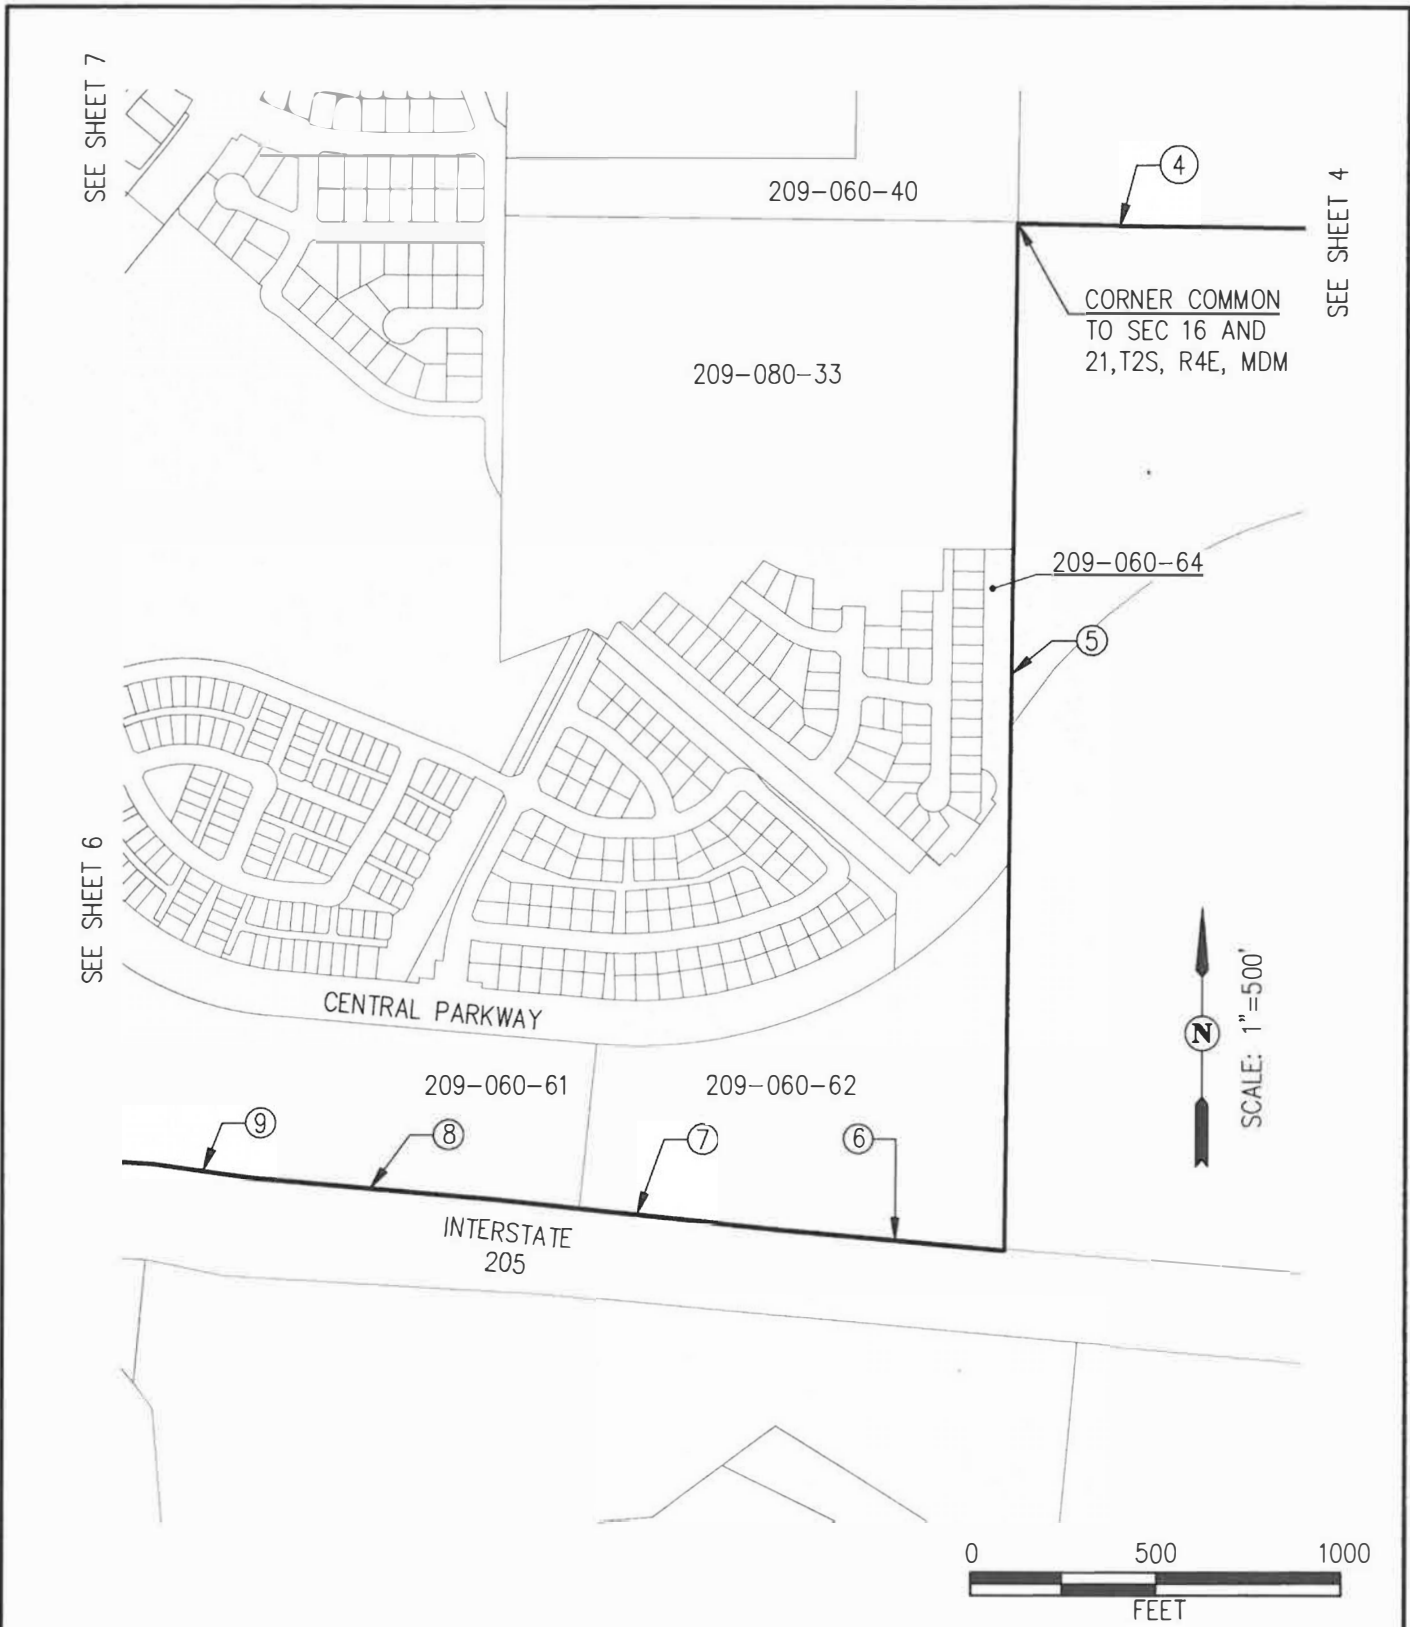 SEE SHEET 7
4
209-060-40
SEE SHEET 4
CORNER COMMON
TO SEC 16 AND
21,T2S, R4E, MDM
209-080-33
209-060-64
5
SEE SHEET 6
CENTRAL PARKWAY
N
SCALE: 1"=500'
209-060-61
209-060-62
9
8
7
6
INTERSTATE
205
0 500 1000
FEET